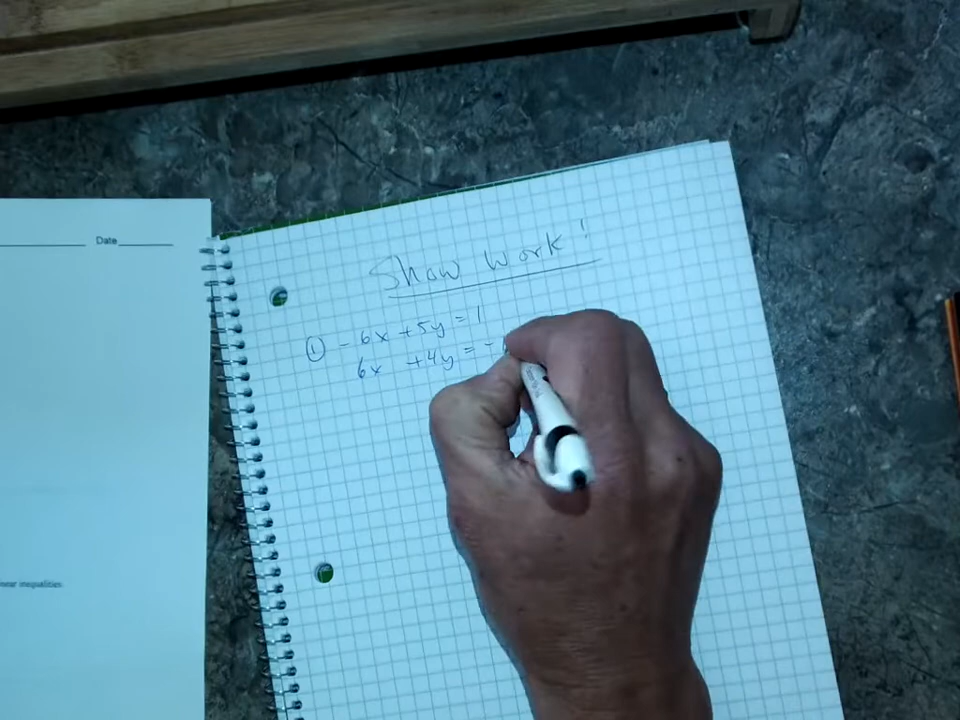 Date
Show Work!
① -6x +5y = 1
6x +4y = -
near inequalities